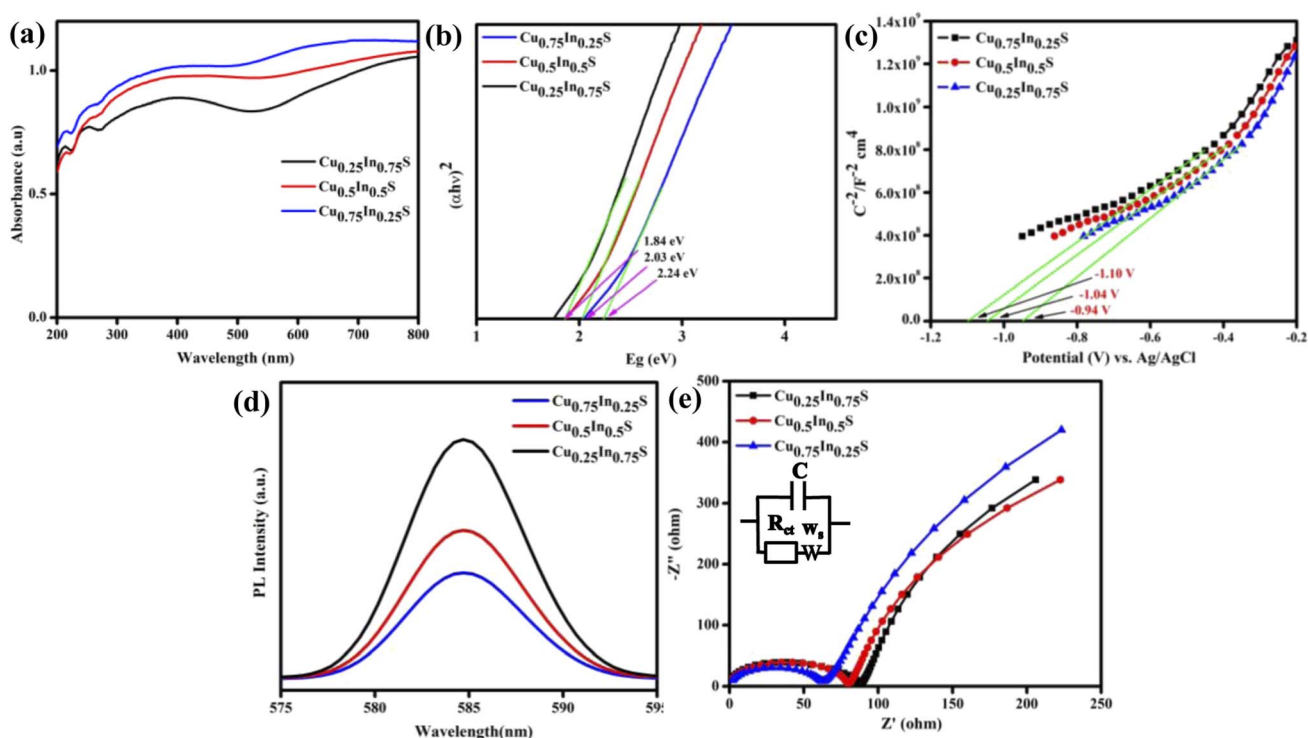 (a)
1.0
0.5
0.0
200 300 400 500 600 700 800
Absorbance (a.u)
Wavelength (nm)
Cu0.25In0.75S
Cu0.5In0.5S
Cu0.75In0.25S
(b)
Cu0.75In0.25S
Cu0.5In0.5S
Cu0.25In0.75S
(αhν)²
1.84 eV
2.03 eV
2.24 eV
1 2 3 4
Eg (eV)
(c)
Cu0.75In0.25S
Cu0.5In0.5S
Cu0.25In0.75S
1.4x10⁹
1.2x10⁹
1.0x10⁹
8.0x10⁸
6.0x10⁸
4.0x10⁸
2.0x10⁸
0.0
C⁻²/F⁻² cm⁴
-1.10 V
-1.04 V
-0.94 V
-1.2 -1.0 -0.8 -0.6 -0.4 -0.2
Potential (V) vs. Ag/AgCl
(d)
Cu0.75In0.25S
Cu0.5In0.5S
Cu0.25In0.75S
PL Intensity (a.u.)
575 580 585 590 595
Wavelength(nm)
(e)
Cu0.25In0.75S
Cu0.5In0.5S
Cu0.75In0.25S
500
400
300
200
100
0
-Z" (ohm)
C
Rct ws
W
0 50 100 150 200 250
Z' (ohm)